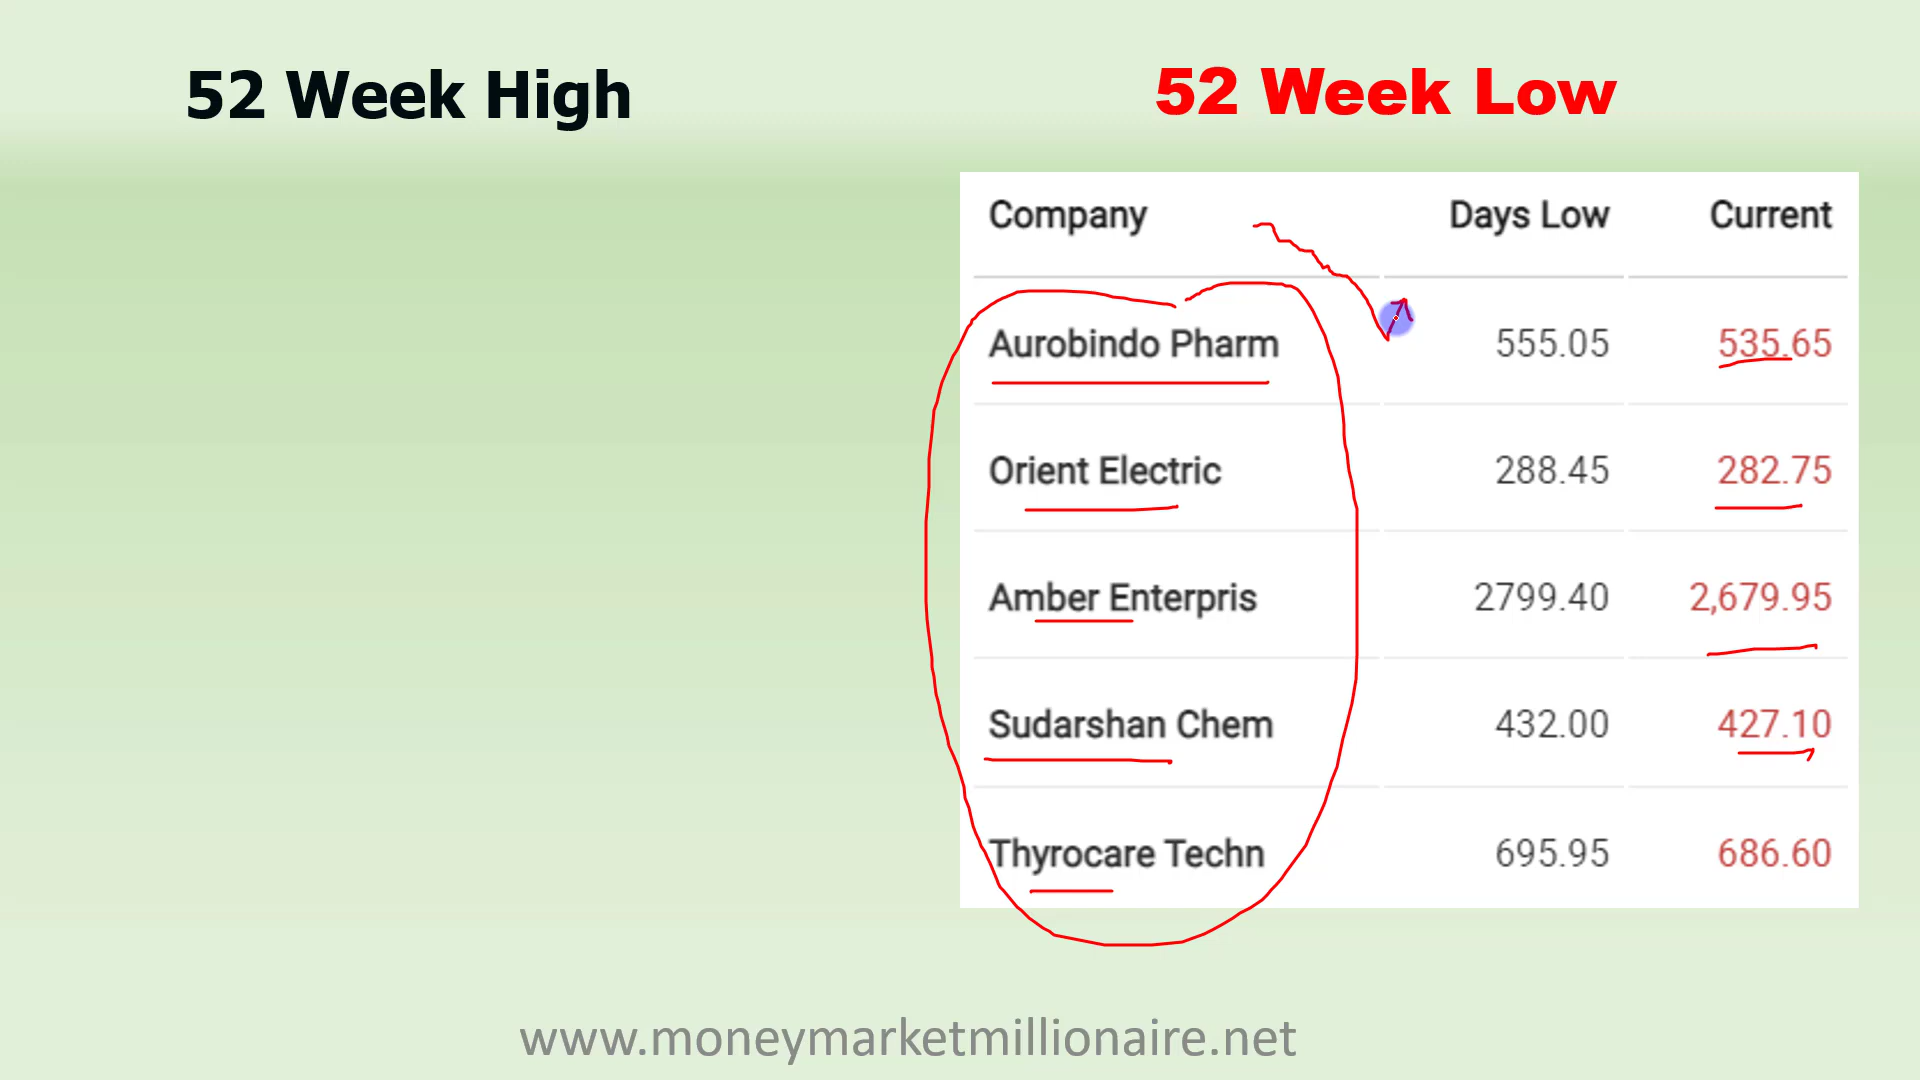 52 Week High
52 Week Low
Company Days Low Current
Aurobindo Pharm 555.05 535.65
Orient Electric 288.45 282.75
Amber Enterpris 2799.40 2,679.95
Sudarshan Chem 432.00 427.10
Thyrocare Techn 695.95 686.60
www.moneymarketmillionaire.net